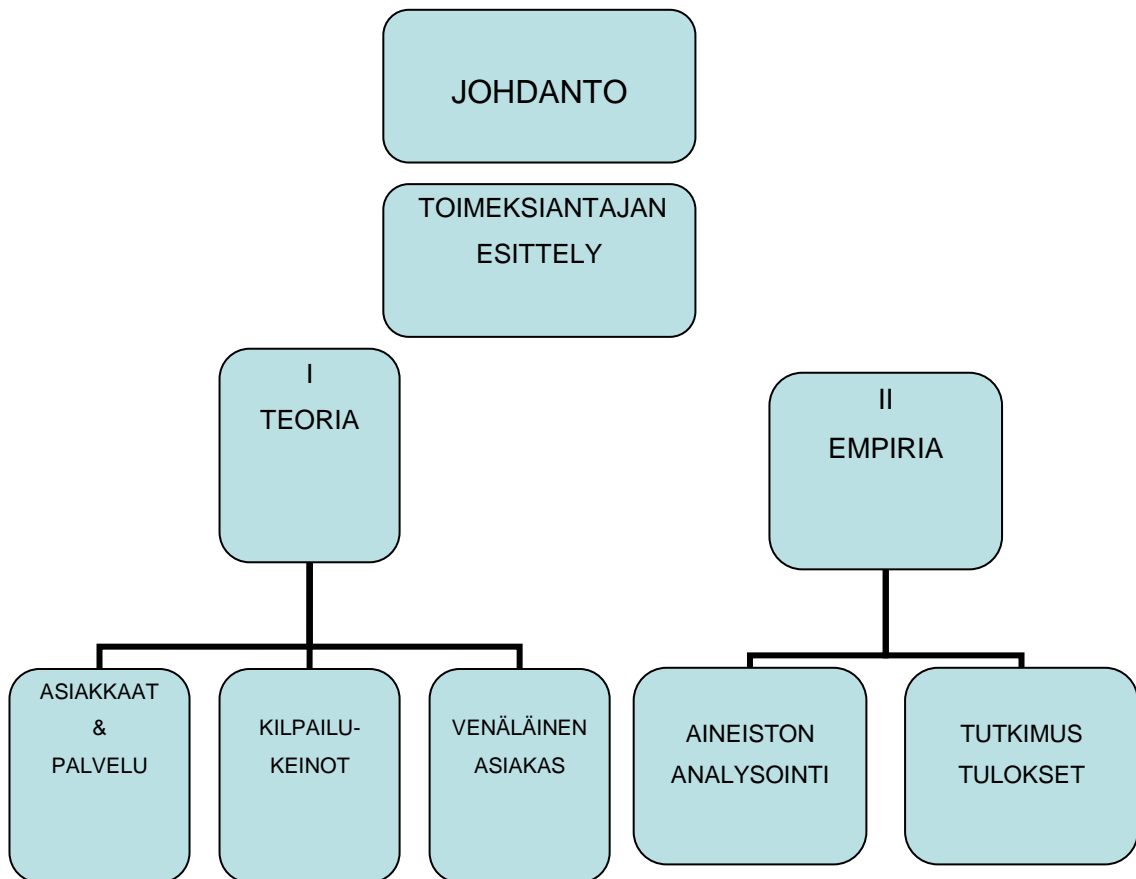 JOHDANTO
TOIMEKSIANTAJAN
ESITTELY
I
TEORIA
II
EMPIRIA
ASIAKKAAT
&
PALVELU
KILPAILU-
KEINOT
VENÄLÄINEN
ASIAKAS
AINEISTON
ANALYSOINTI
TUTKIMUS
TULOKSET